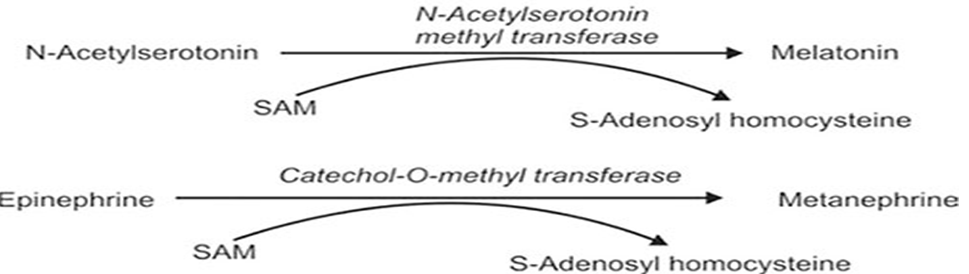 N-Acetylserotonin
methyl transferase
N-Acetylserotonin
Melatonin
SAM
S-Adenosyl homocysteine
Catechol-O-methyl transferase
Epinephrine
Metanephrine
SAM
S-Adenosyl homocysteine